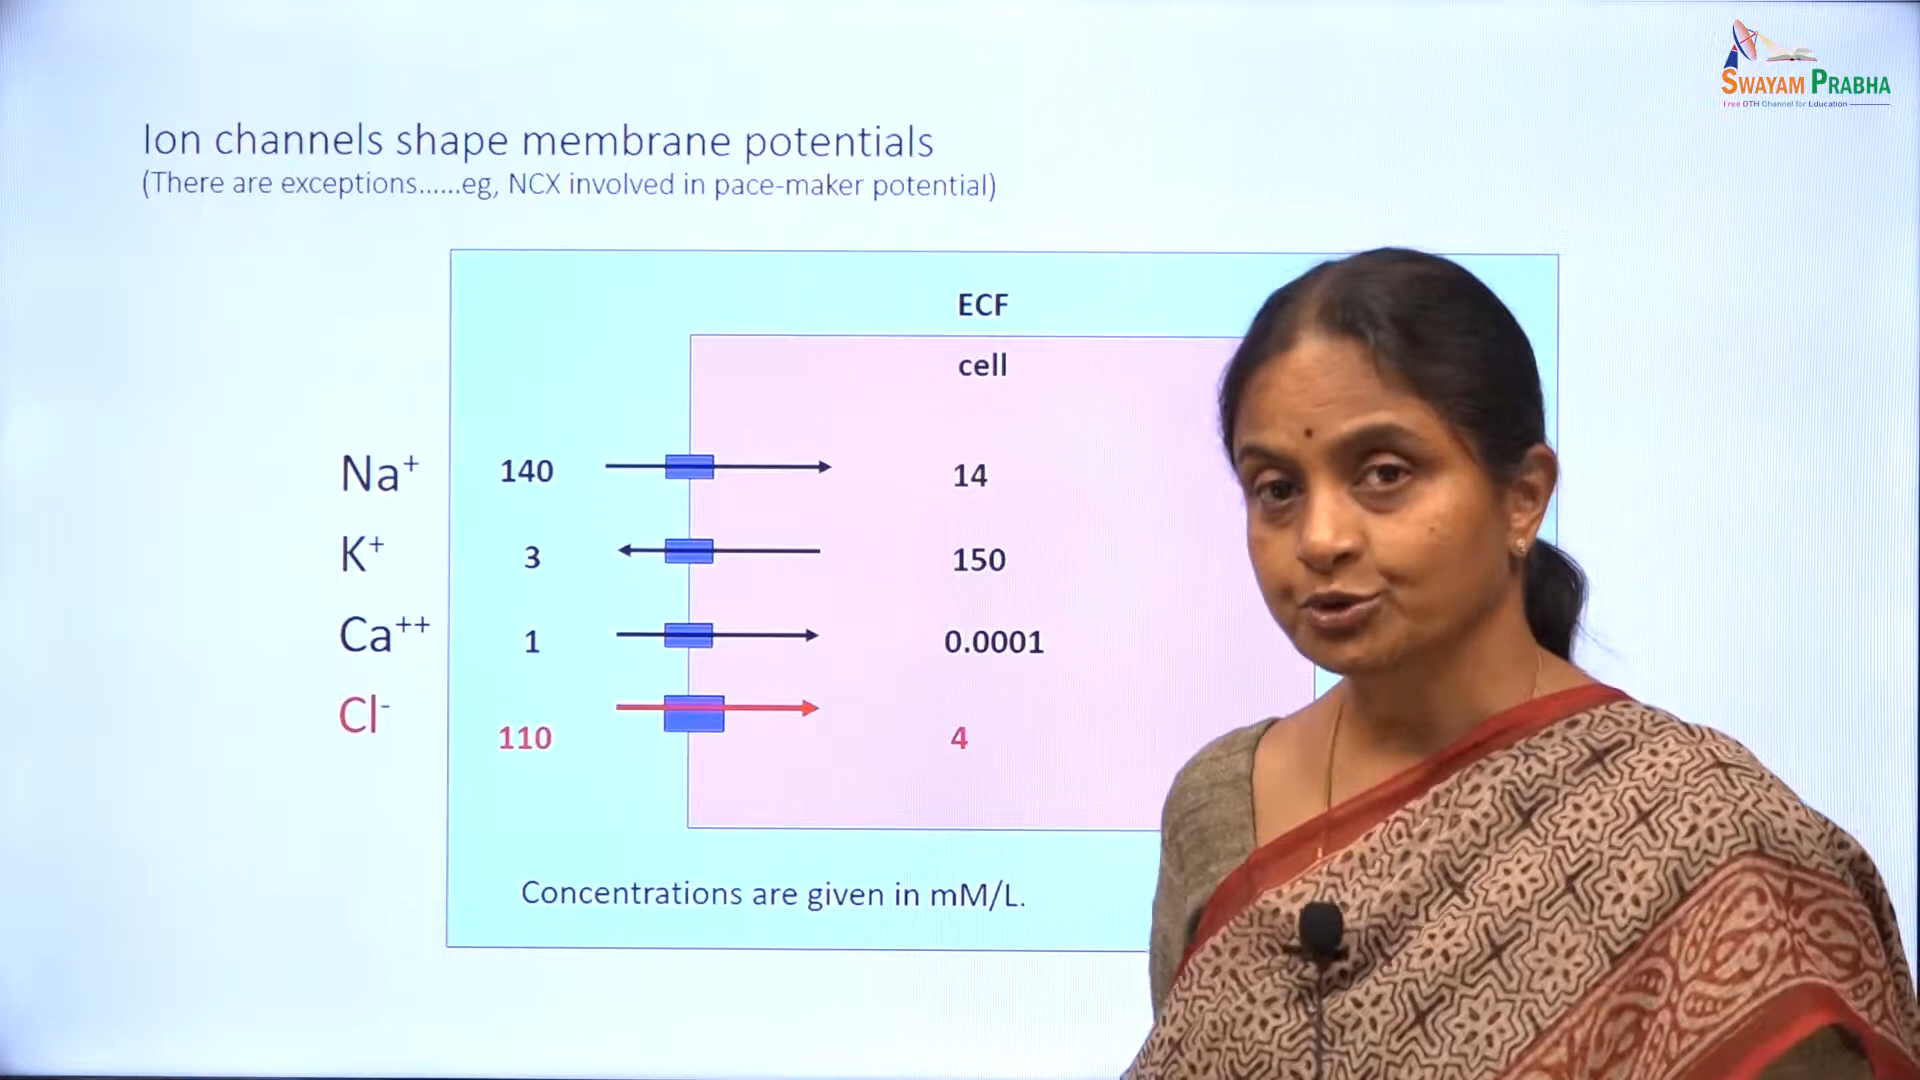 SWAYAM PRABHA
Free DTH Channel for Education
Ion channels shape membrane potentials
(There are exceptions......eg, NCX involved in pace-maker potential)
ECF
cell
Na⁺ 140 14
K⁺ 3 150
Ca⁺⁺ 1 0.0001
Cl⁻ 110 4
Concentrations are given in mM/L.